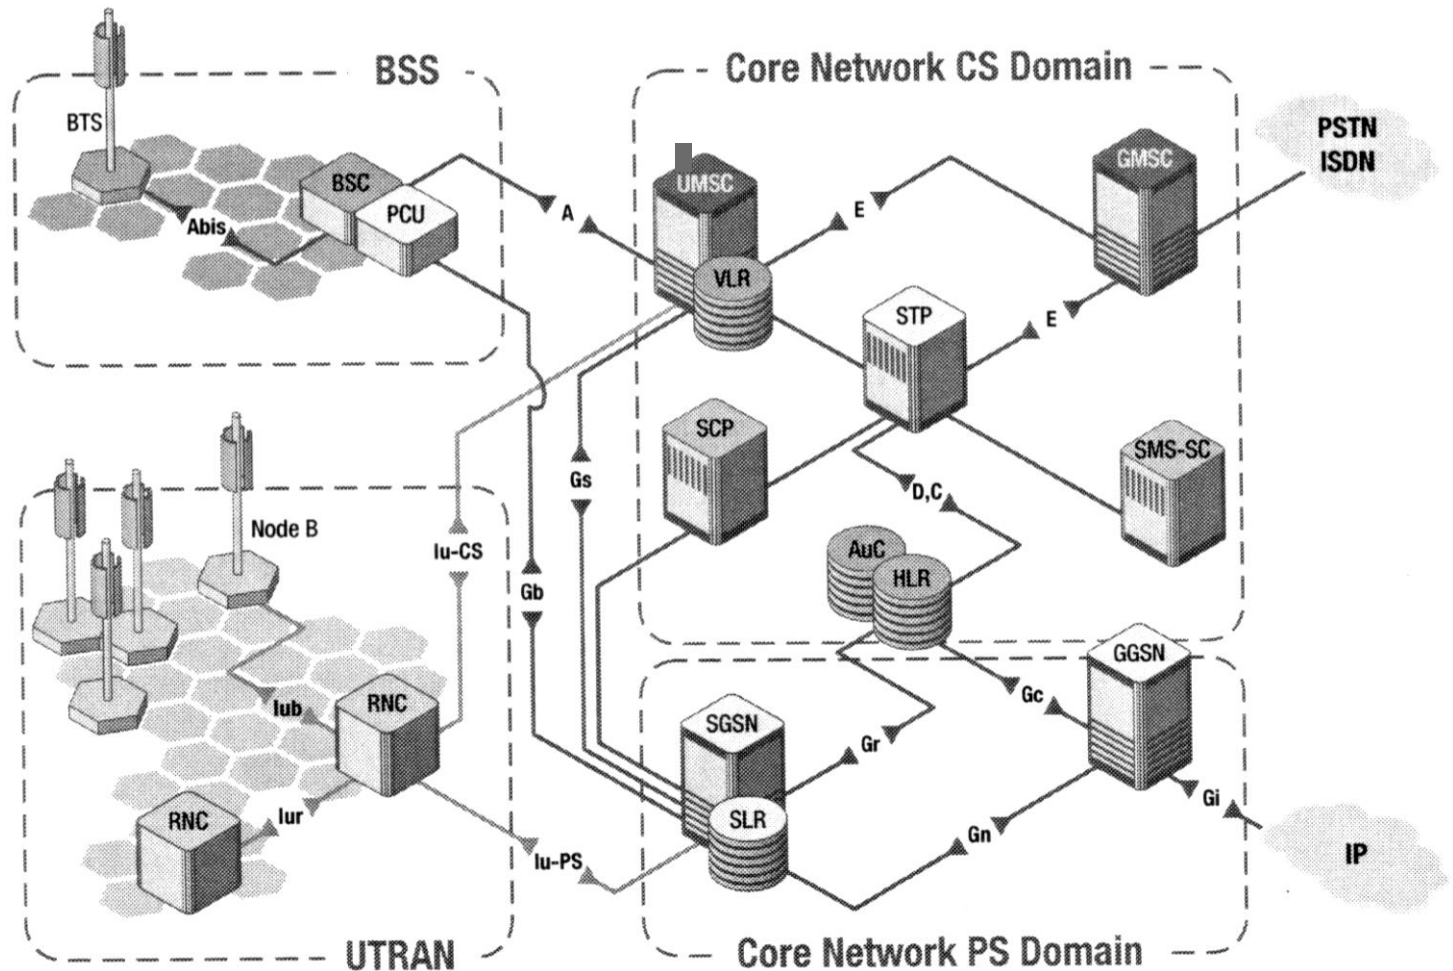 BSS
Core Network CS Domain
BTS
PSTN
ISDN
GMSC
UMSC
BSC
PCU
A
E
Abis
VLR
STP
E
SCP
SMS-SC
Gs
D,C
Node B
Iu-CS
AuC
HLR
Gb
GGSN
RNC
Iub
Gc
SGSN
Gr
Gi
RNC
Iur
SLR
Gn
Iu-PS
IP
UTRAN
Core Network PS Domain